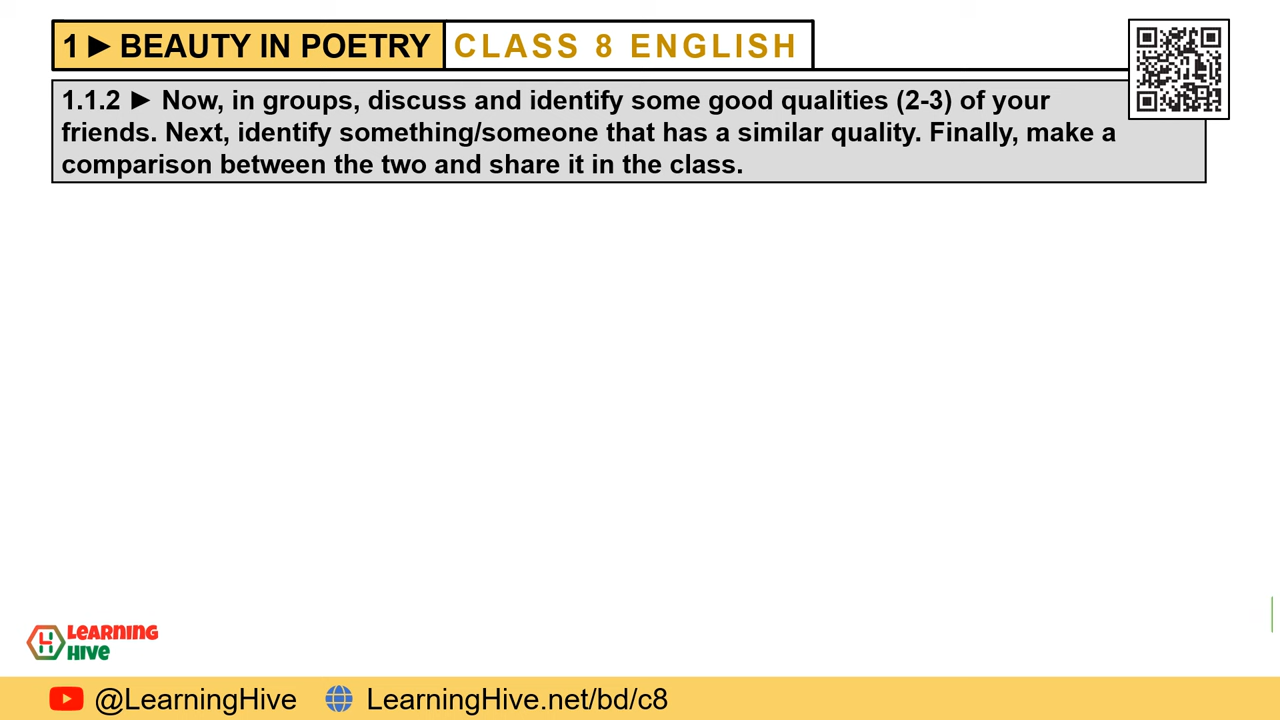 1 ► BEAUTY IN POETRY CLASS 8 ENGLISH
1.1.2 ► Now, in groups, discuss and identify some good qualities (2-3) of your
friends. Next, identify something/someone that has a similar quality. Finally, make a
comparison between the two and share it in the class.
LEARNING
HIVE
@LearningHive LearningHive.net/bd/c8